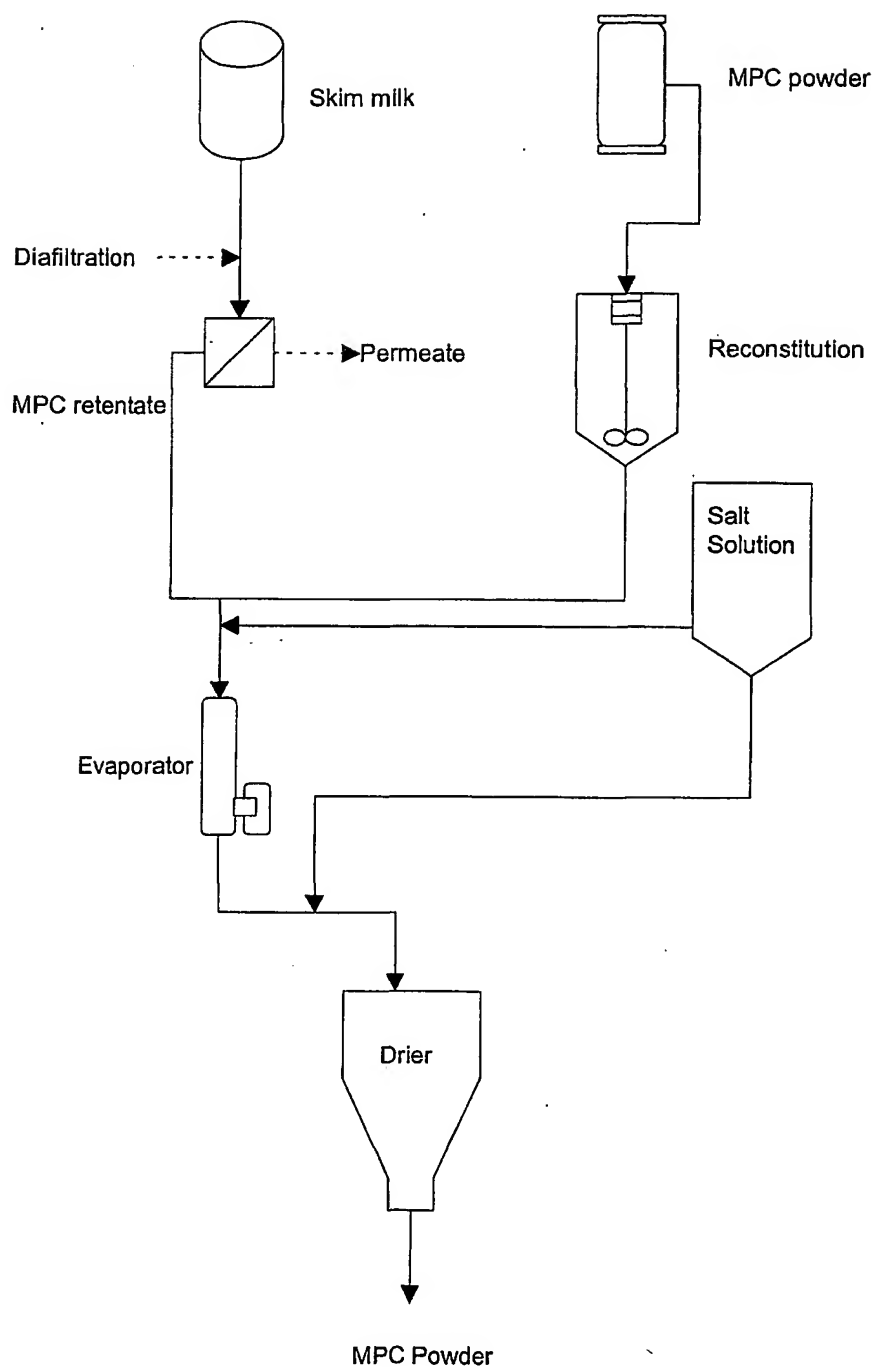 Skim milk
MPC powder
Diafiltration
Permeate
Reconstitution
MPC retentate
Salt
Solution
Evaporator
Drier
MPC Powder